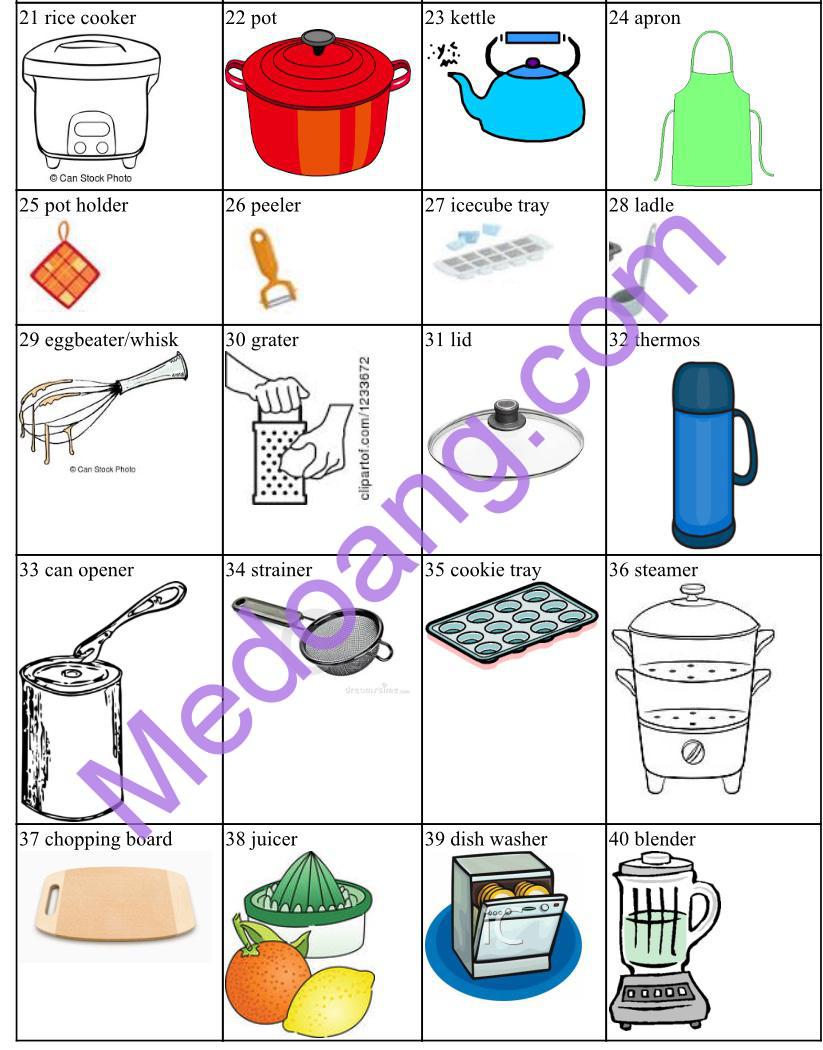 21 rice cooker
22 pot
23 kettle
24 apron
© Can Stock Photo
25 pot holder
26 peeler
27 icecube tray
28 ladle
29 eggbeater/whisk
30 grater
31 lid
32 thermos
© Can Stock Photo
clipartof.com/1233672
33 can opener
34 strainer
35 cookie tray
36 steamer
dreamstime.com
37 chopping board
38 juicer
39 dish washer
40 blender
IC
Medoang.com